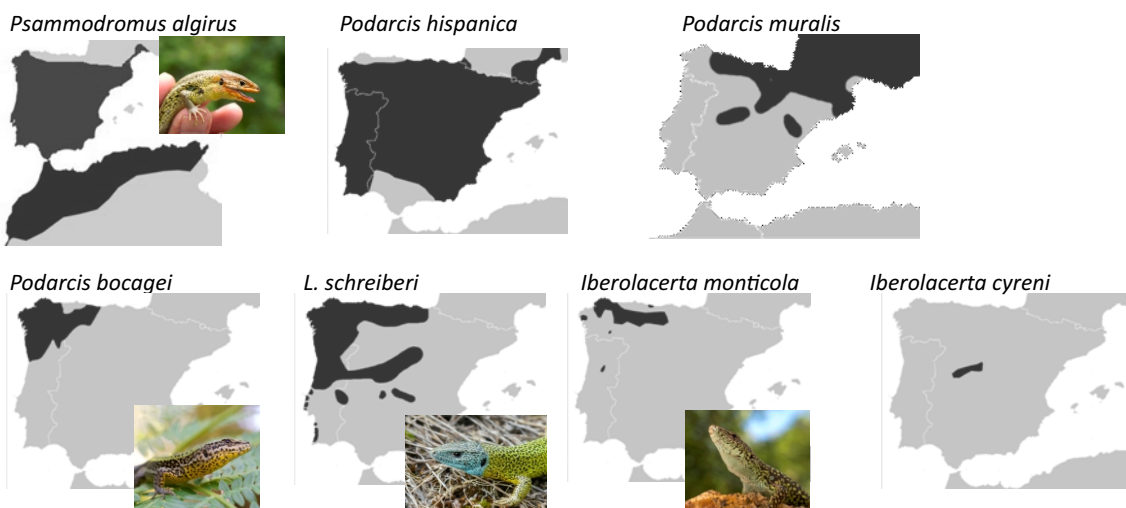 Psammodromus algirus
Podarcis hispanica
Podarcis muralis
Podarcis bocagei
L. schreiberi
Iberolacerta monticola
Iberolacerta cyreni